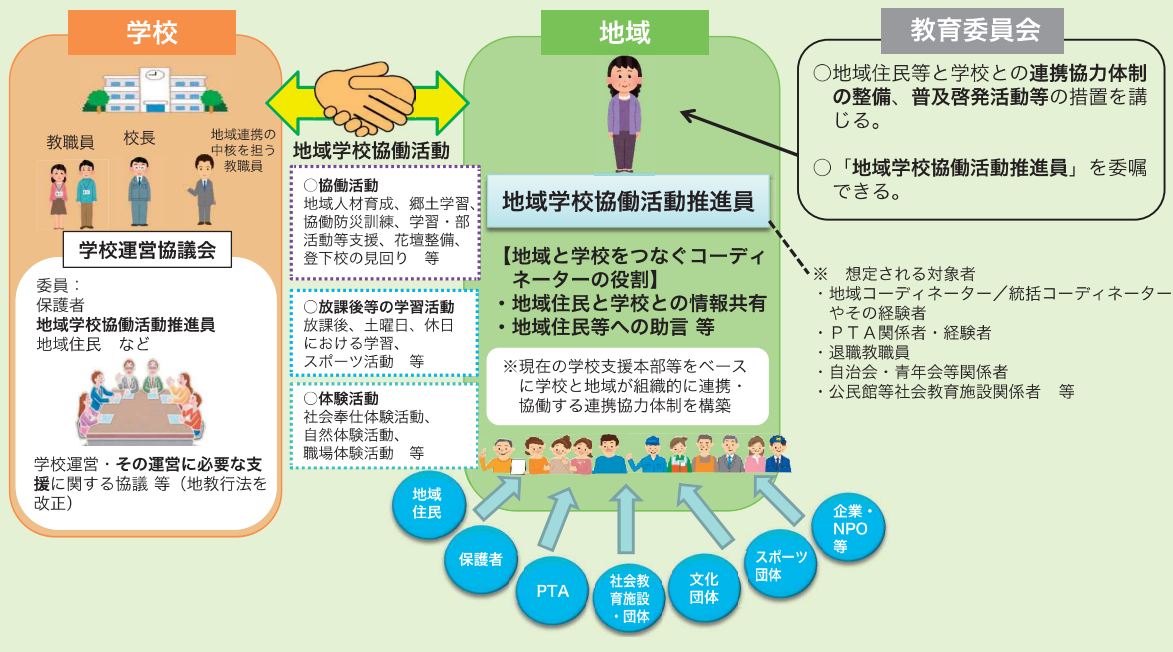 学校
教職員
校長
地域連携の
中核を担う
教職員
学校運営協議会
委員：
保護者
地域学校協働活動推進員
地域住民　など
学校運営・その運営に必要な支
援に関する協議 等（地教行法を
改正）
地域学校協働活動
○協働活動
地域人材育成、郷土学習、
協働防災訓練、学習・部
活動等支援、花壇整備、
登下校の見回り　等
○放課後等の学習活動
放課後、土曜日、休日
における学習、
スポーツ活動　等
○体験活動
社会奉仕体験活動、
自然体験活動、
職場体験活動　等
地域
地域学校協働活動推進員
【地域と学校をつなぐコーディ
ネーターの役割】
・地域住民と学校との情報共有
・地域住民等への助言 等
※現在の学校支援本部等をベース
に学校と地域が組織的に連携・
協働する連携協力体制を構築
地域
住民
保護者
PTA
社会教
育施設
・団体
文化
団体
スポーツ
団体
企業・
NPO
等
教育委員会
○地域住民等と学校との連携協力体制
の整備、普及啓発活動等の措置を講
じる。
○「地域学校協働活動推進員」を委嘱
できる。
※　想定される対象者
・地域コーディネーター／統括コーディネーター
やその経験者
・ＰＴＡ関係者・経験者
・退職教職員
・自治会・青年会等関係者
・公民館等社会教育施設関係者　等